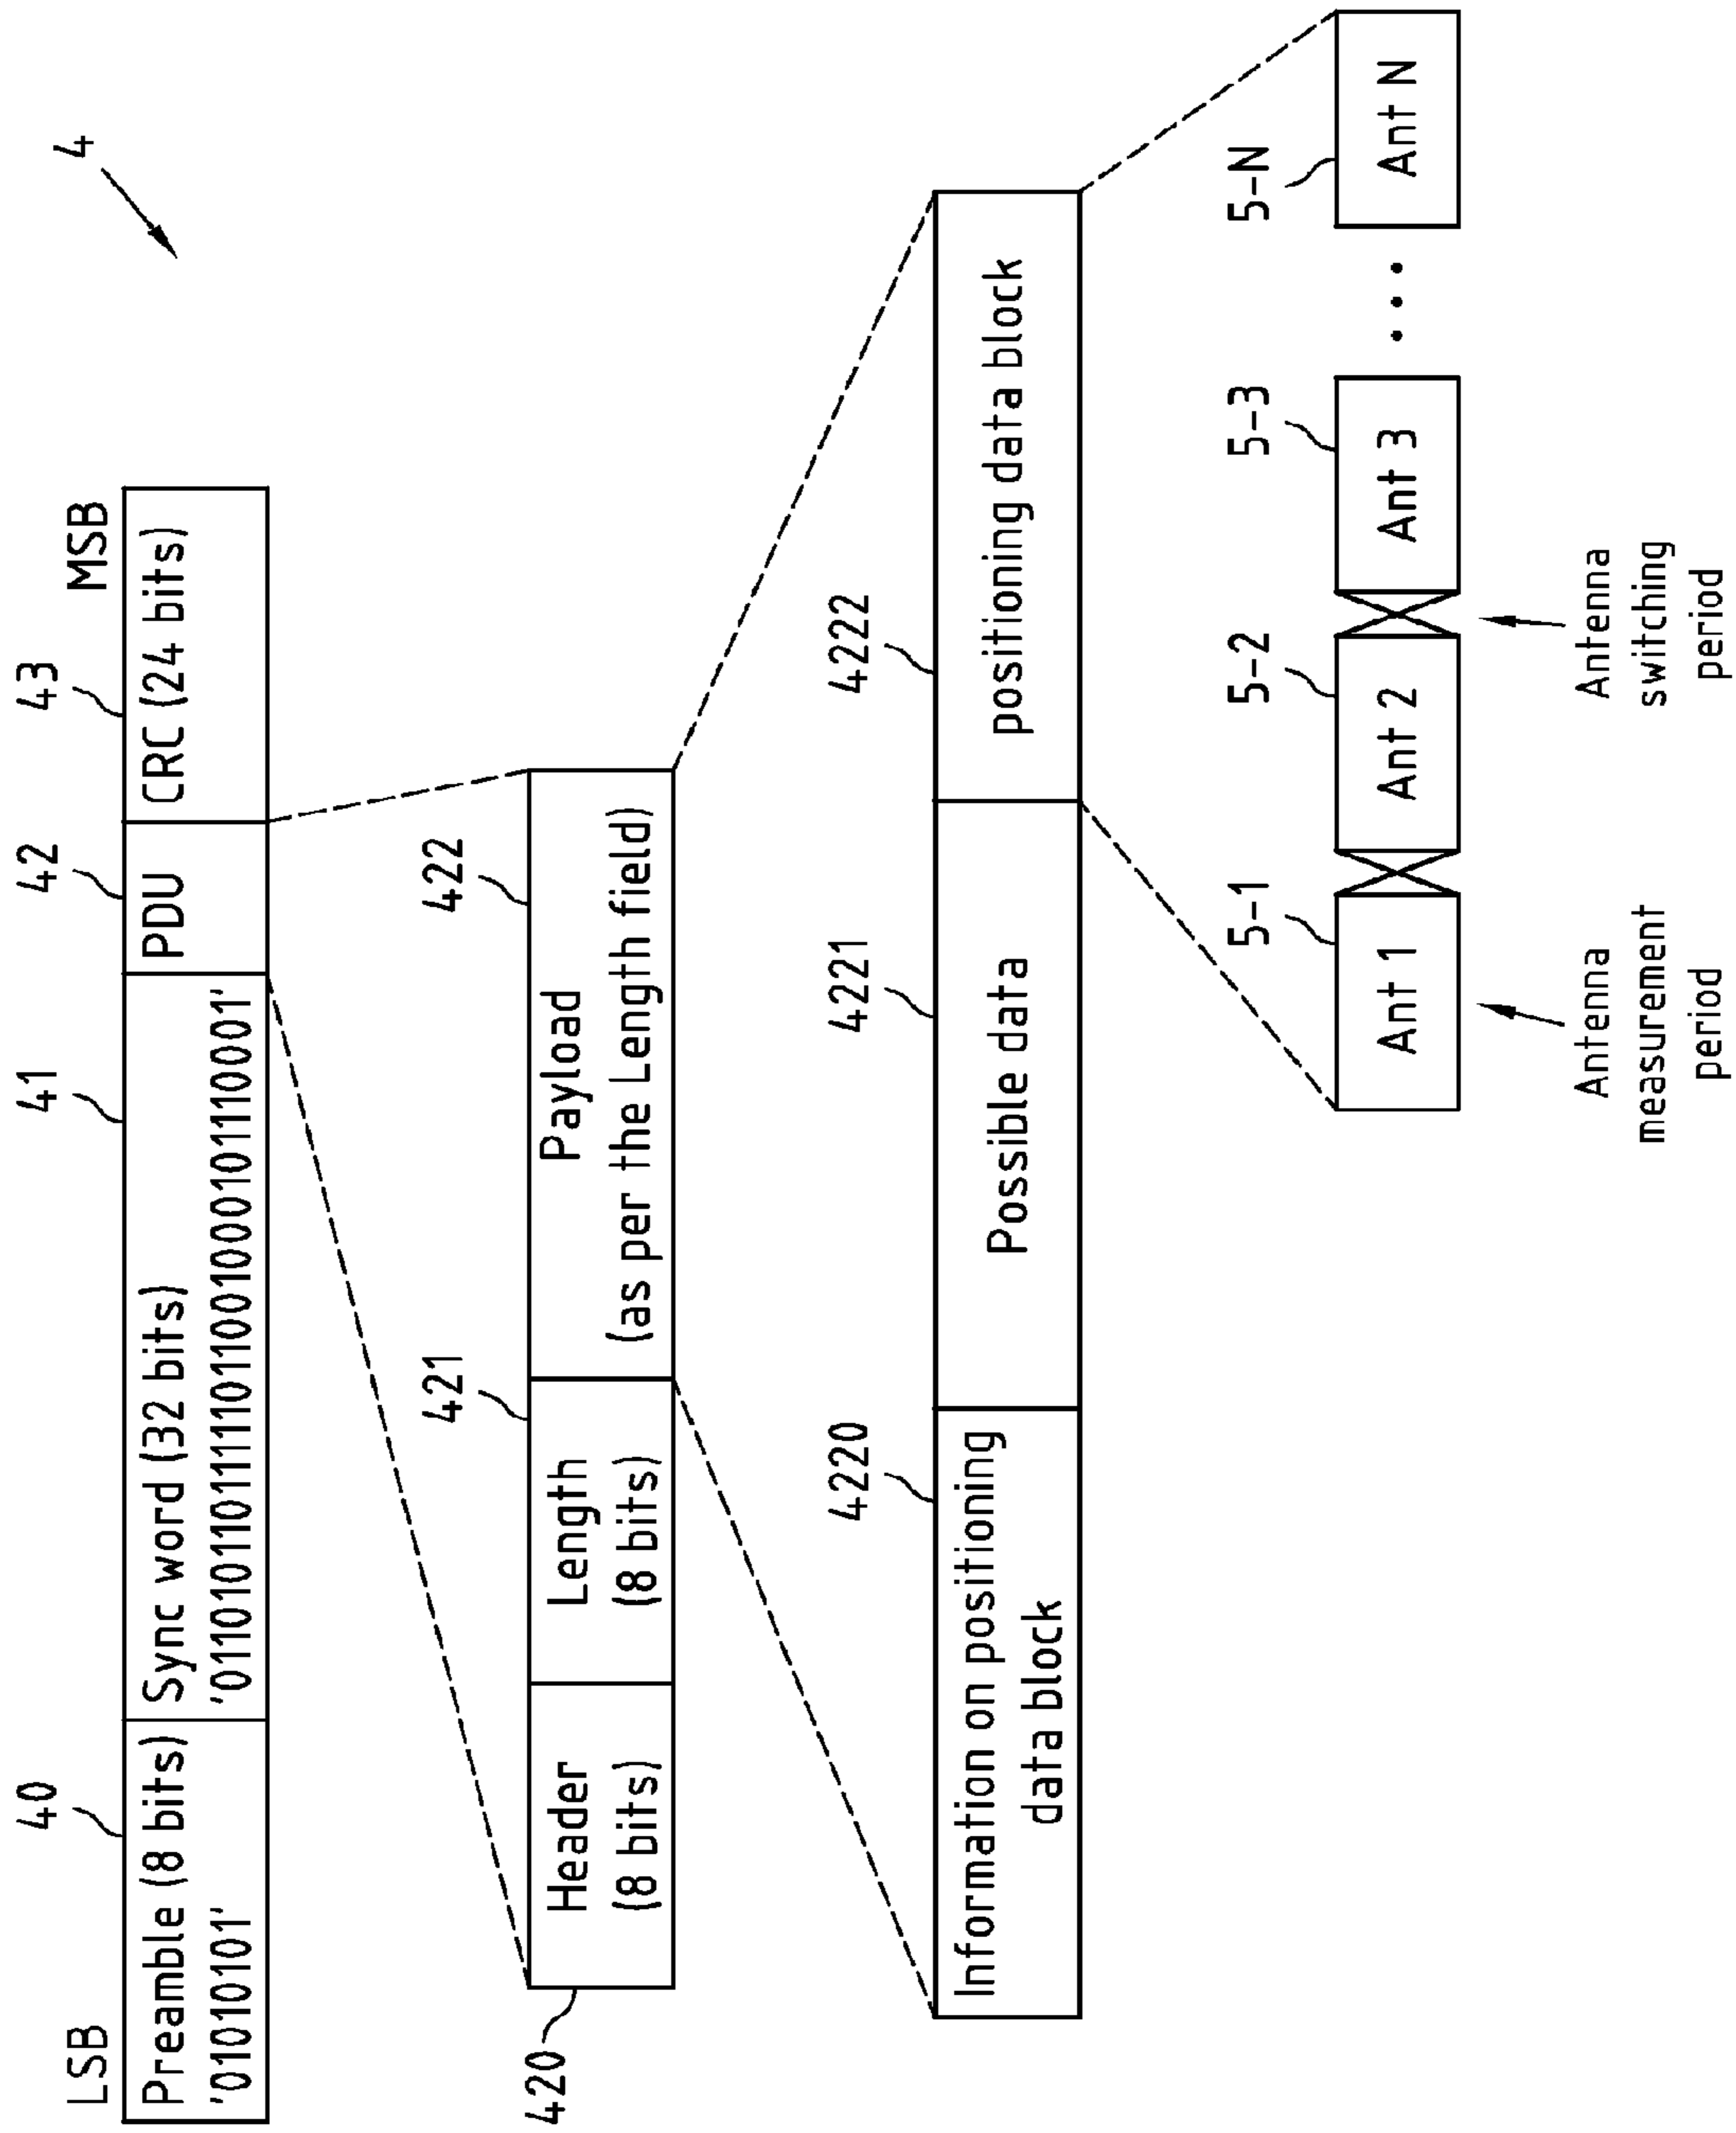 4
LSB
MSB
40
41
42
43
Preamble (8 bits)
'01010101'
Sync word (32 bits)
'01101011011111011001000101110001'
PDU
CRC (24 bits)
420
421
422
Header
(8 bits)
Length
(8 bits)
Payload
(as per the Length field)
4220
4221
4222
Information on positioning
data block
Possible data
positioning data block
5-1
5-2
5-3
5-N
Ant 1
Ant 2
Ant 3
...
Ant N
Antenna
measurement
period
Antenna
switching
period